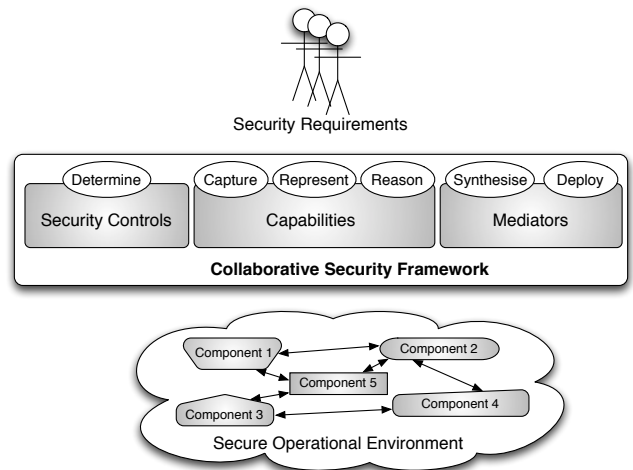 Security Requirements
Determine
Capture
Represent
Reason
Synthesise
Deploy
Security Controls
Capabilities
Mediators
Collaborative Security Framework
Component 1
Component 2
Component 5
Component 3
Component 4
Secure Operational Environment